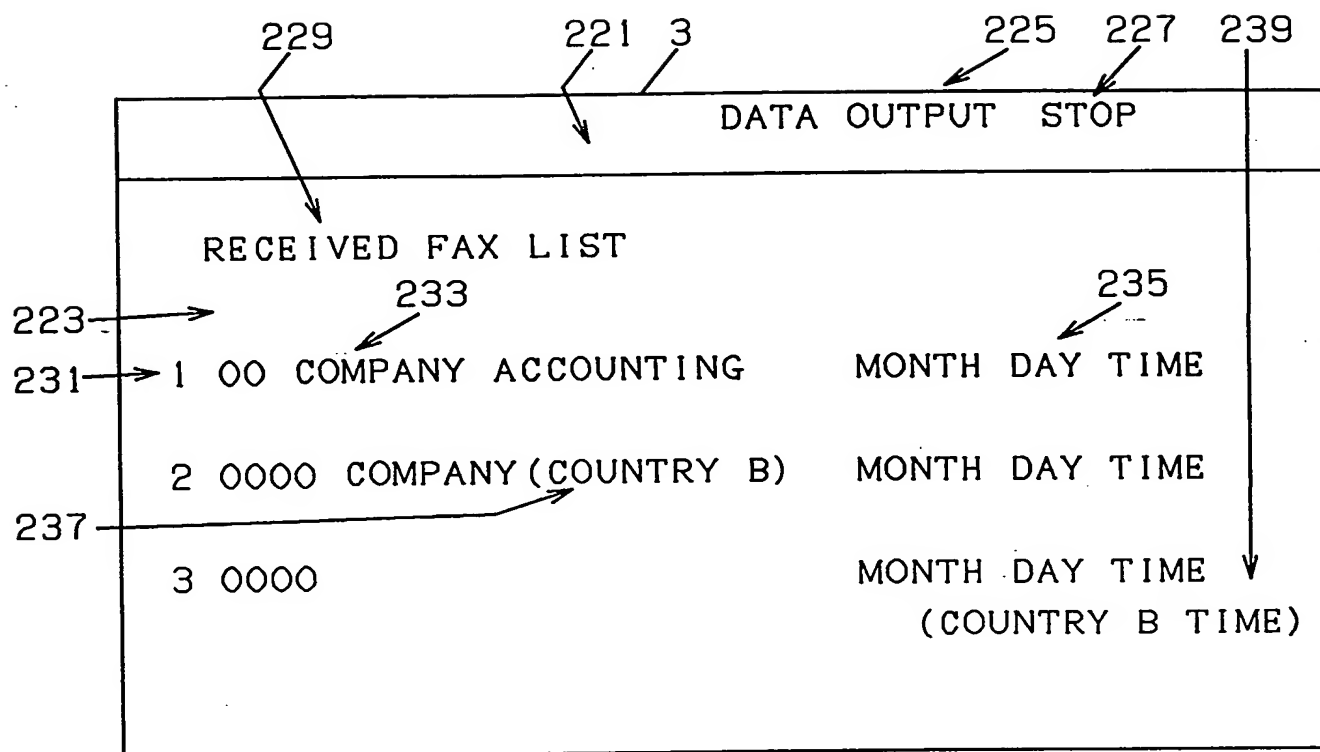 229 221 3 225 227 239
DATA OUTPUT STOP
RECEIVED FAX LIST
233 235
223
231 1 00 COMPANY ACCOUNTING MONTH DAY TIME
2 0000 COMPANY(COUNTRY B) MONTH DAY TIME
237
3 0000 MONTH DAY TIME
(COUNTRY B TIME)